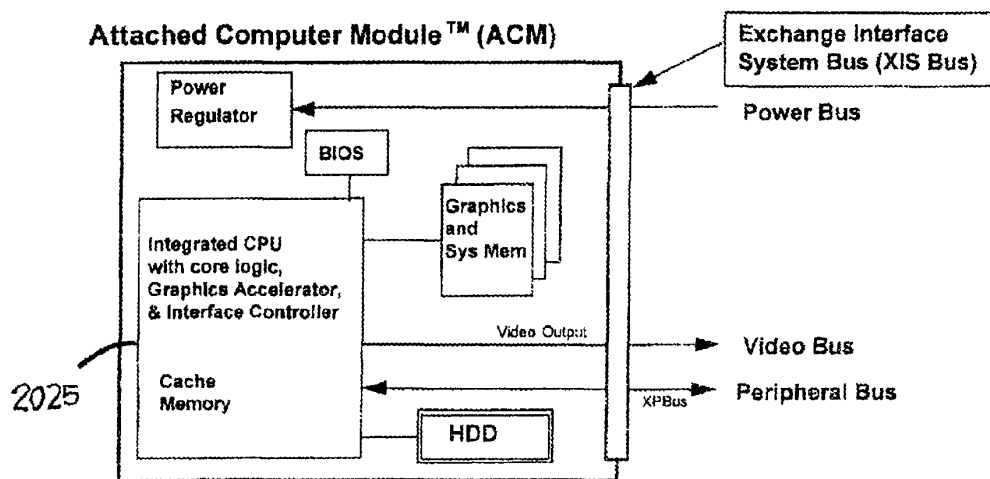 Attached Computer Module™ (ACM)
Exchange Interface
System Bus (XIS Bus)
Power
Regulator
Power Bus
BIOS
Graphics
and
Sys Mem
Integrated CPU
with core logic,
Graphics Accelerator,
& Interface Controller
Video Output
Video Bus
2025
Cache
Memory
XPBus
Peripheral Bus
HDD